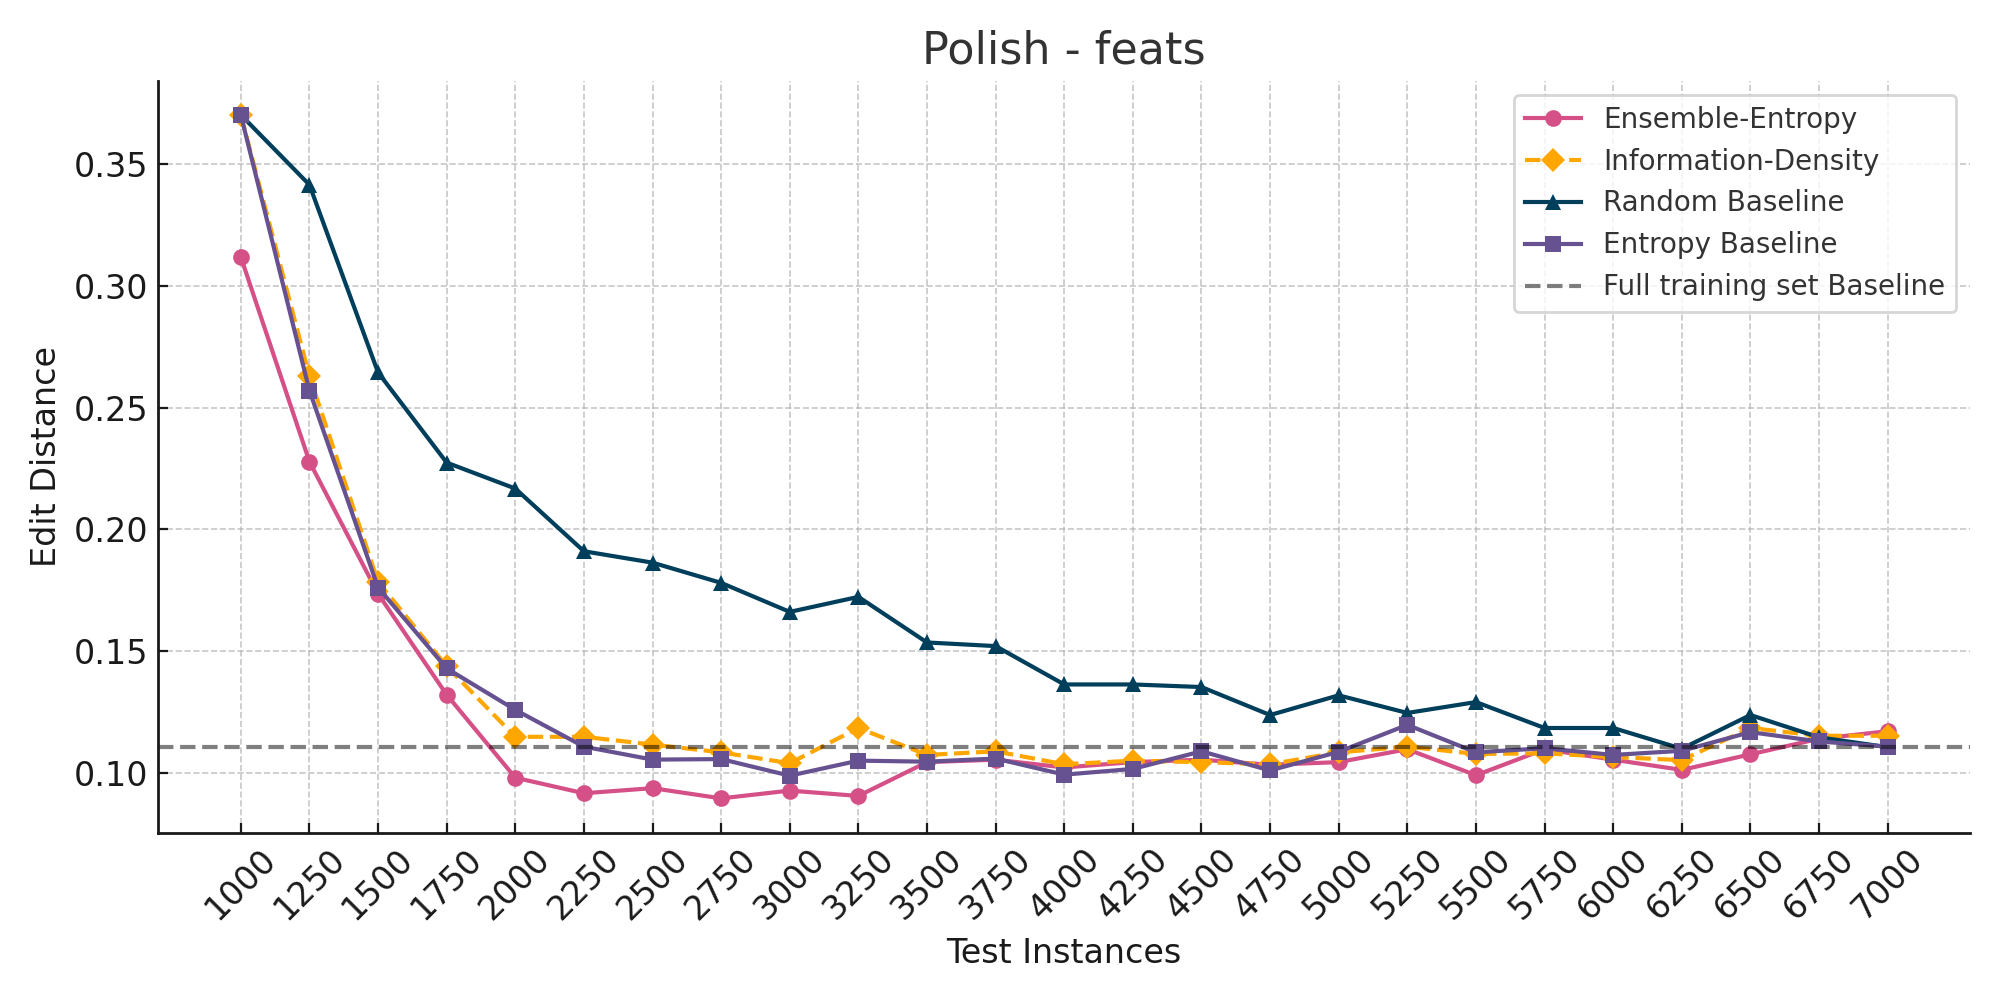 Polish - feats
Ensemble-Entropy
Information-Density
Random Baseline
Entropy Baseline
Full training set Baseline
Edit Distance
0.35
0.30
0.25
0.20
0.15
0.10
1000 1250 1500 1750 2000 2250 2500 2750 3000 3250 3500 3750 4000 4250 4500 4750 5000 5250 5500 5750 6000 6250 6500 6750 7000
Test Instances